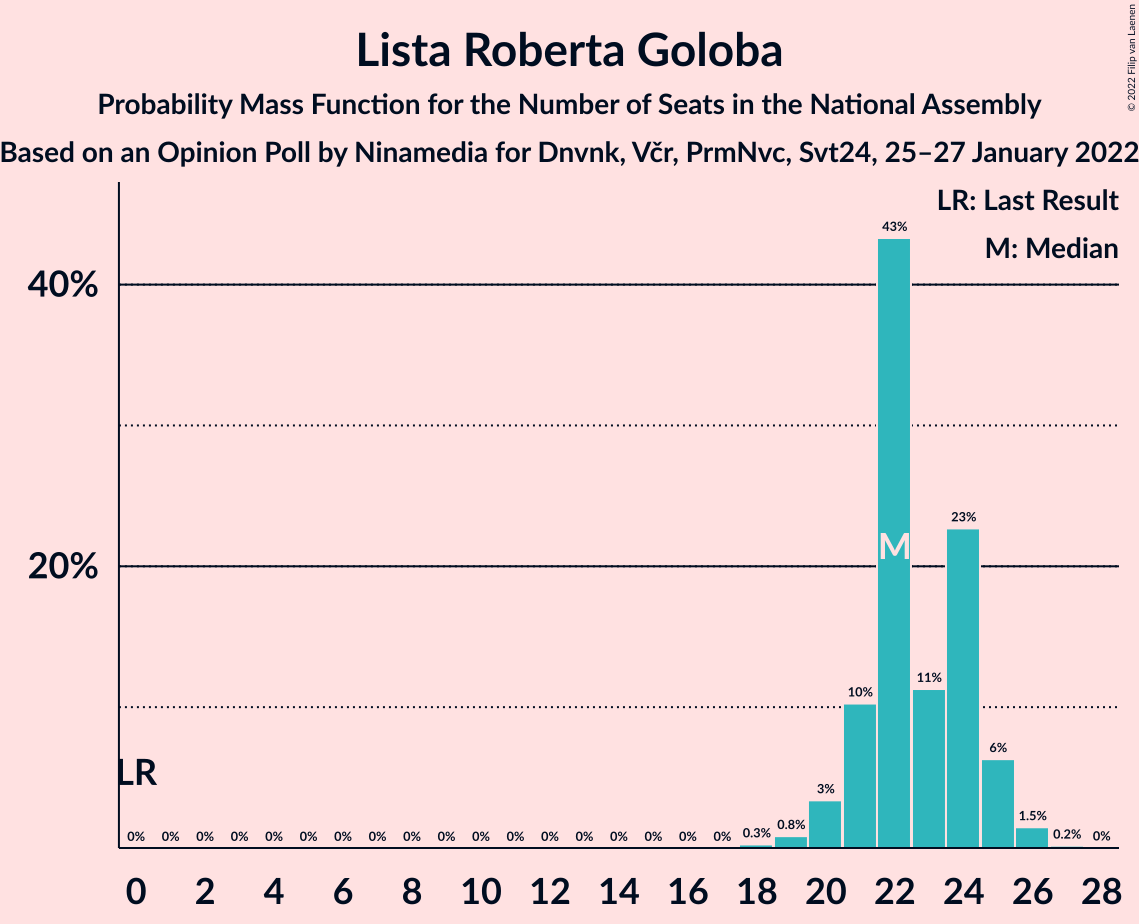 Lista Roberta Goloba
Probability Mass Function for the Number of Seats in the National Assembly
Based on an Opinion Poll by Ninamedia for Dnvnk, Včr, PrmNvc, Svt24, 25–27 January 2022
© 2022 Filip van Laenen
LR: Last Result
M: Median
43%
40%
23%
M
20%
11%
10%
6%
LR
3%
1.5%
0% 0% 0% 0% 0% 0% 0% 0% 0% 0% 0% 0% 0% 0% 0% 0% 0% 0% 0.3% 0.8% 0.2% 0%
0 2 4 6 8 10 12 14 16 18 20 22 24 26 28